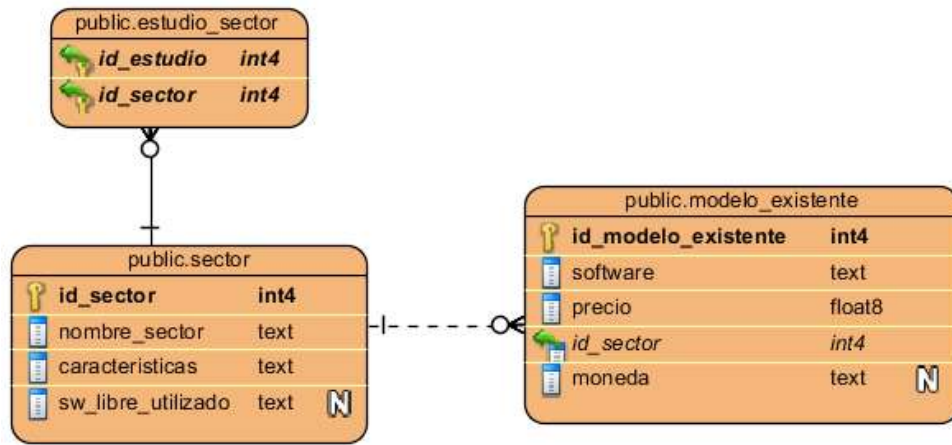 public.estudio_sector
id_estudio int4
id_sector int4
public.sector
id_sector int4
nombre_sector text
caracteristicas text
sw_libre_utilizado text N
public.modelo_existente
id_modelo_existente int4
software text
precio float8
id_sector int4
moneda text N